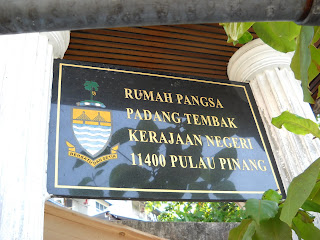 RUMAH PANGSA
PADANG TEMBAK
KERAJAAN NEGERI
11400 PULAU PINANG